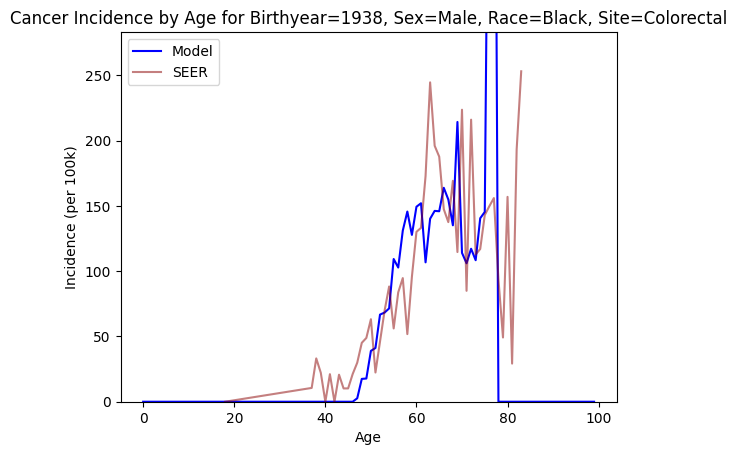 Cancer Incidence by Age for Birthyear=1938, Sex=Male, Race=Black, Site=Colorectal
Model
SEER
250
200
150
100
50
0
Incidence (per 100k)
0 20 40 60 80 100
Age